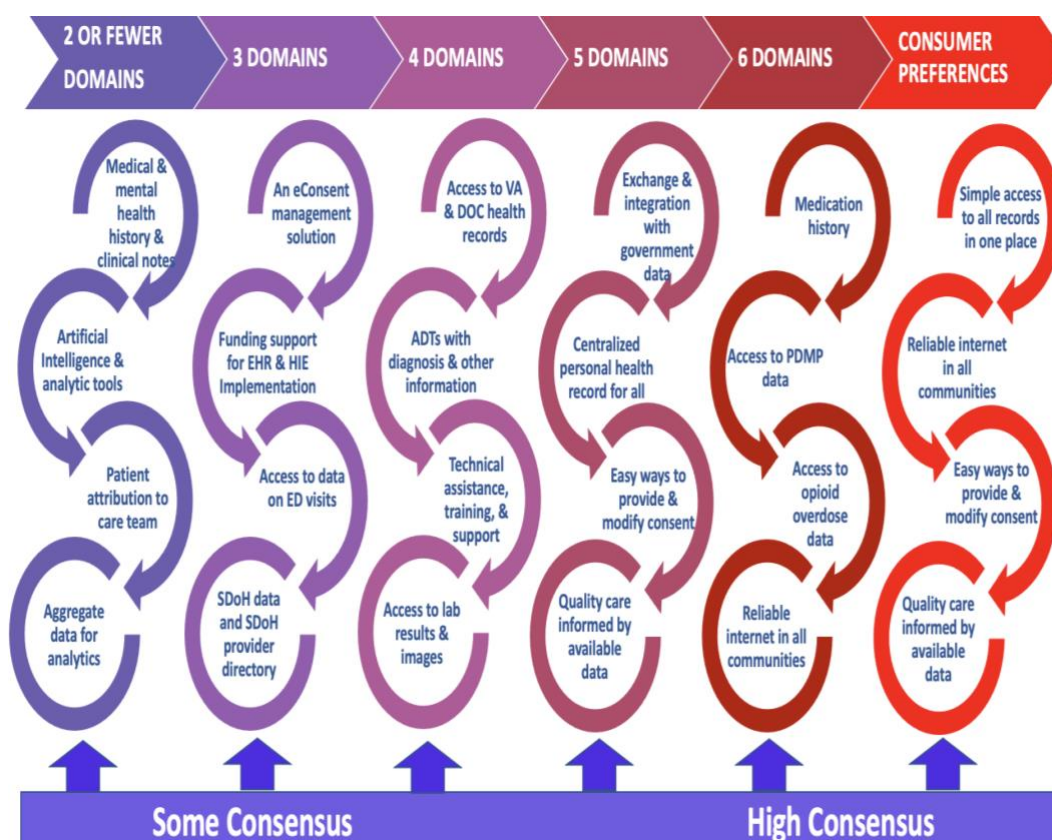 2 OR FEWER
DOMAINS
3 DOMAINS
4 DOMAINS
5 DOMAINS
6 DOMAINS
CONSUMER
PREFERENCES
Medical &
mental
health
history &
clinical notes
Artificial
Intelligence &
analytic tools
Patient
attribution to
care team
Aggregate
data for
analytics
An eConsent
management
solution
Funding support
for EHR & HIE
Implementation
Access to data
on ED visits
SDoH data
and SDoH
provider
directory
Access to VA
& DOC health
records
ADTs with
diagnosis & other
information
Technical
assistance,
training, &
support
Access to lab
results &
images
Exchange &
integration
with
government
data
Centralized
personal health
record for all
Easy ways to
provide &
modify consent
Quality care
informed by
available
data
Medication
history
Access to PDMP
data
Access to
opioid
overdose
data
Reliable
internet in all
communities
Simple access
to all records
in one place
Reliable internet
in all
communities
Easy ways to
provide &
modify consent
Quality care
informed by
available
data
Some Consensus
High Consensus